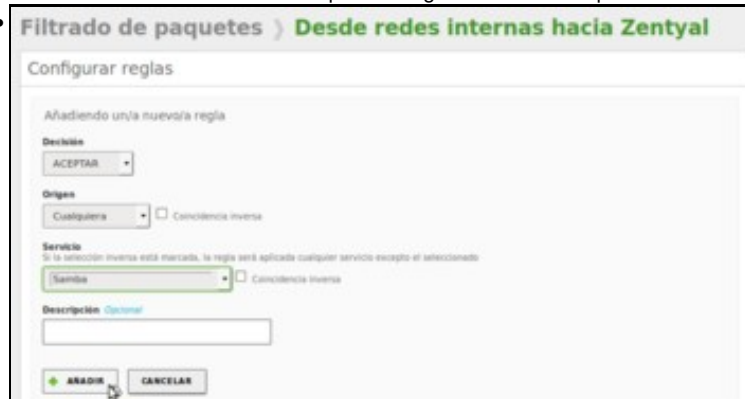 Filtrado de paquetes ⟩ Desde redes internas hacia Zentyal
Configurar reglas
Añadiendo un/a nuevo/a regla
Decisión
ACEPTAR
Origen
Cualquiera Coincidencia inversa
Servicio
Si la selección inversa está marcada, la regla será aplicada cualquier servicio excepto el seleccionado
Samba Coincidencia inversa
Descripción Opcional
AÑADIR CANCELAR